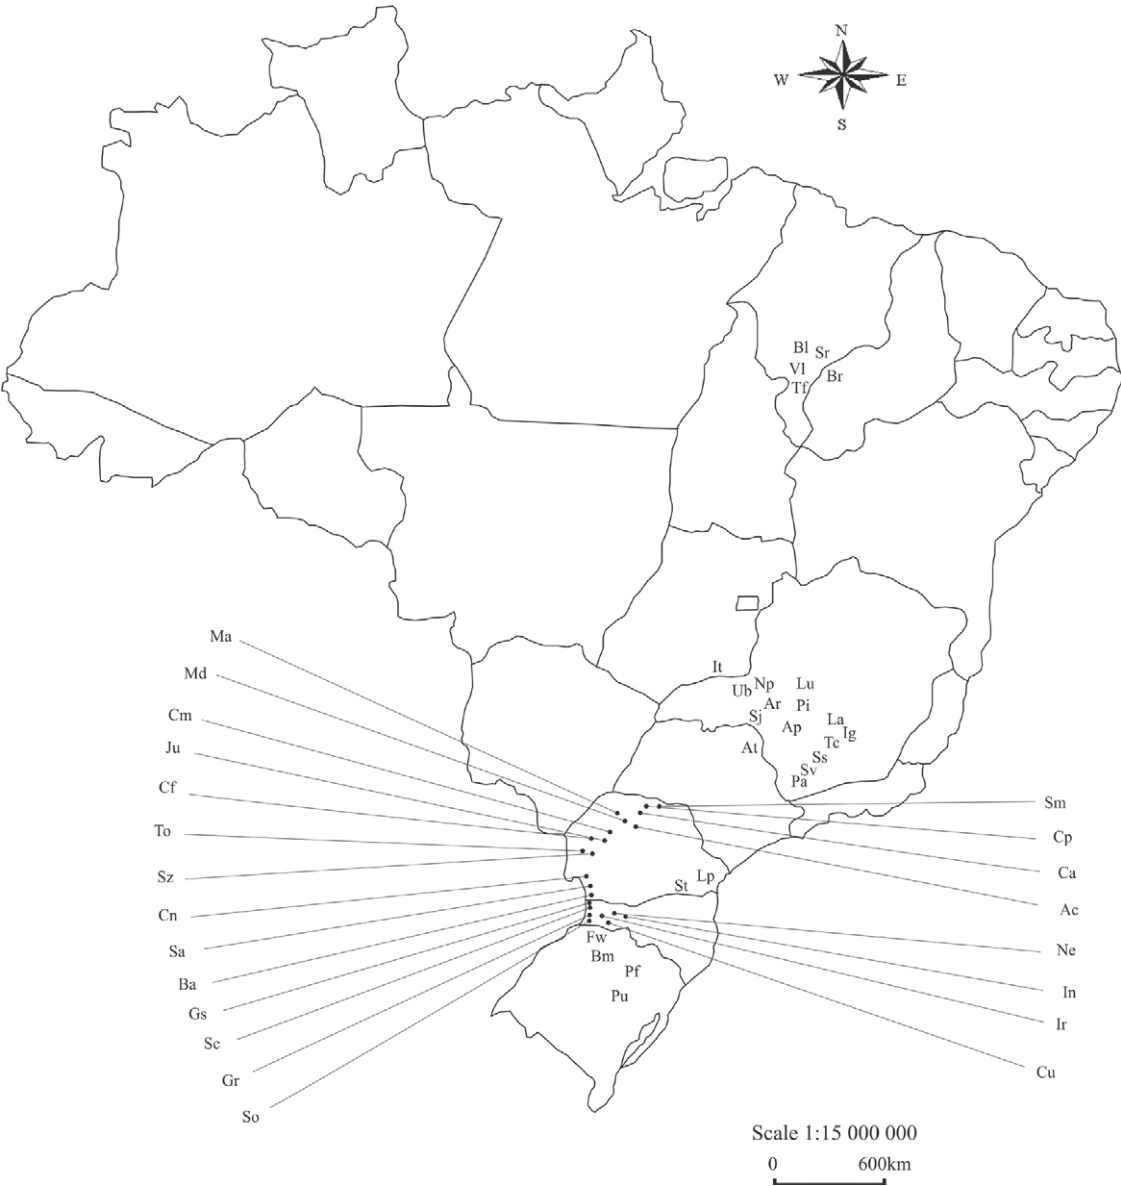 N
W E
S
Bl Sr
Vl Br
Tf
Ma
Md
Cm
Ju
Cf
To
Sz
Cn
Sa
Ba
Gs
Sc
Gr
So
It
Ub Np Lu
Ar Pi
Sj Ap La
Ig
At Tc
Ss
Sv
Pa
Sm
Cp
Ca
Ac
Ne
In
Ir
Cu
Lp
St
Fw
Bm
Pf
Pu
Scale 1:15 000 000
0 600km